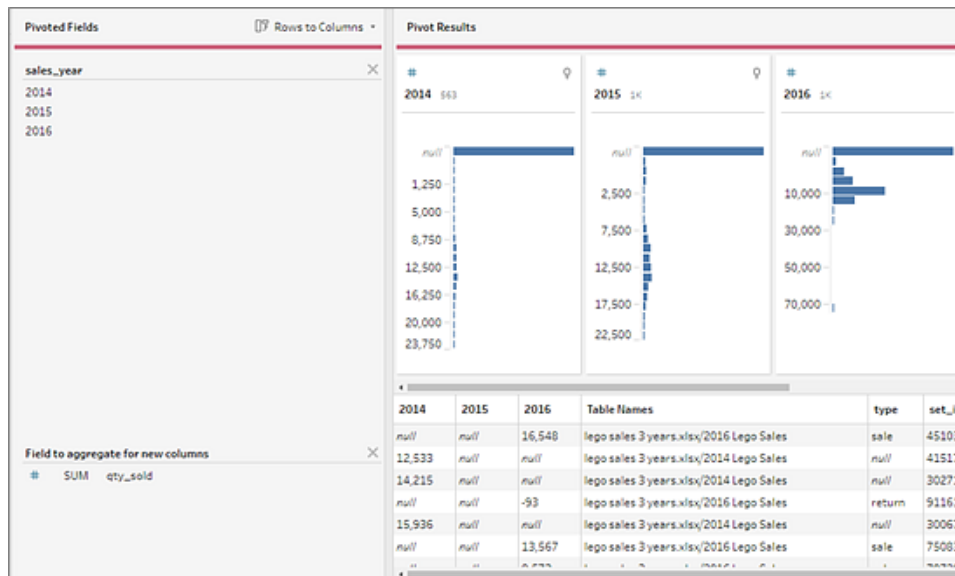 Pivoted Fields Rows to Columns
sales_year
2014
2015
2016
Field to aggregate for new columns
# SUM qty_sold
Pivot Results
#
2014 563
null
1,250
5,000
8,750
12,500
16,250
20,000
23,750
#
2015 1K
null
2,500
7,500
12,500
17,500
22,500
#
2016 1K
null
10,000
30,000
50,000
70,000
2014 2015 2016 Table Names type
null null 16,548 lego sales 3 years.xlsx/2016 Lego Sales sale
12,533 null null lego sales 3 years.xlsx/2014 Lego Sales null
14,215 null null lego sales 3 years.xlsx/2014 Lego Sales null
null null -93 lego sales 3 years.xlsx/2016 Lego Sales return
15,936 null null lego sales 3 years.xlsx/2014 Lego Sales null
null null 13,567 lego sales 3 years.xlsx/2016 Lego Sales sale